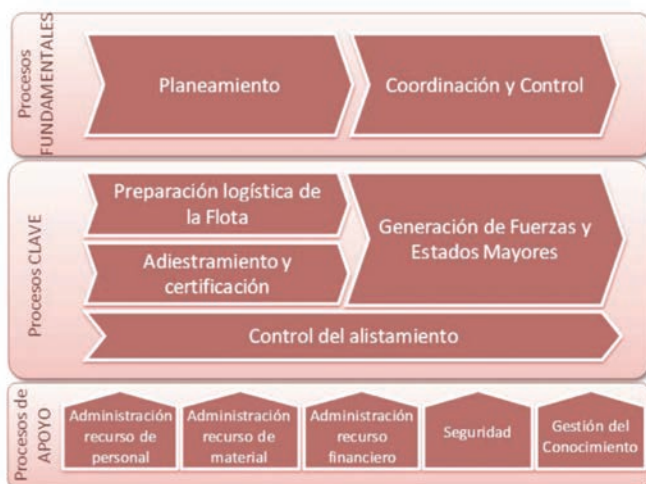 Procesos
FUNDAMENTALES
Planeamiento
Coordinación y Control
Procesos CLAVE
Preparación logística de
la Flota
Adiestramiento y
certificación
Generación de Fuerzas y
Estados Mayores
Control del alistamiento
Procesos de
APOYO
Administración
recurso de
personal
Administración
recurso de
material
Administración
recurso
financiero
Seguridad
Gestión del
Conocimiento